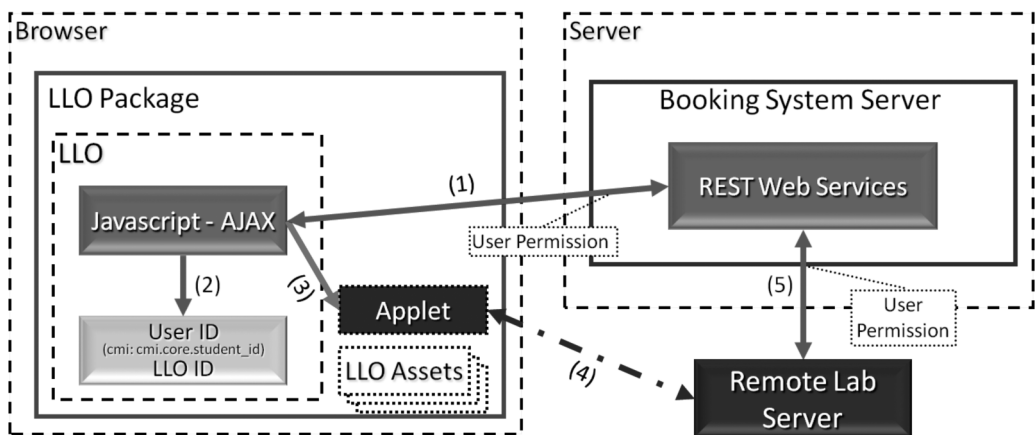 Browser
LLO Package
LLO
Javascript - AJAX
(1)
User Permission
(2)
(3)
User ID
(cmi: cmi.core.student_id)
LLO ID
Applet
LLO Assets
(4)
Server
Booking System Server
REST Web Services
(5)
User
Permission
Remote Lab
Server